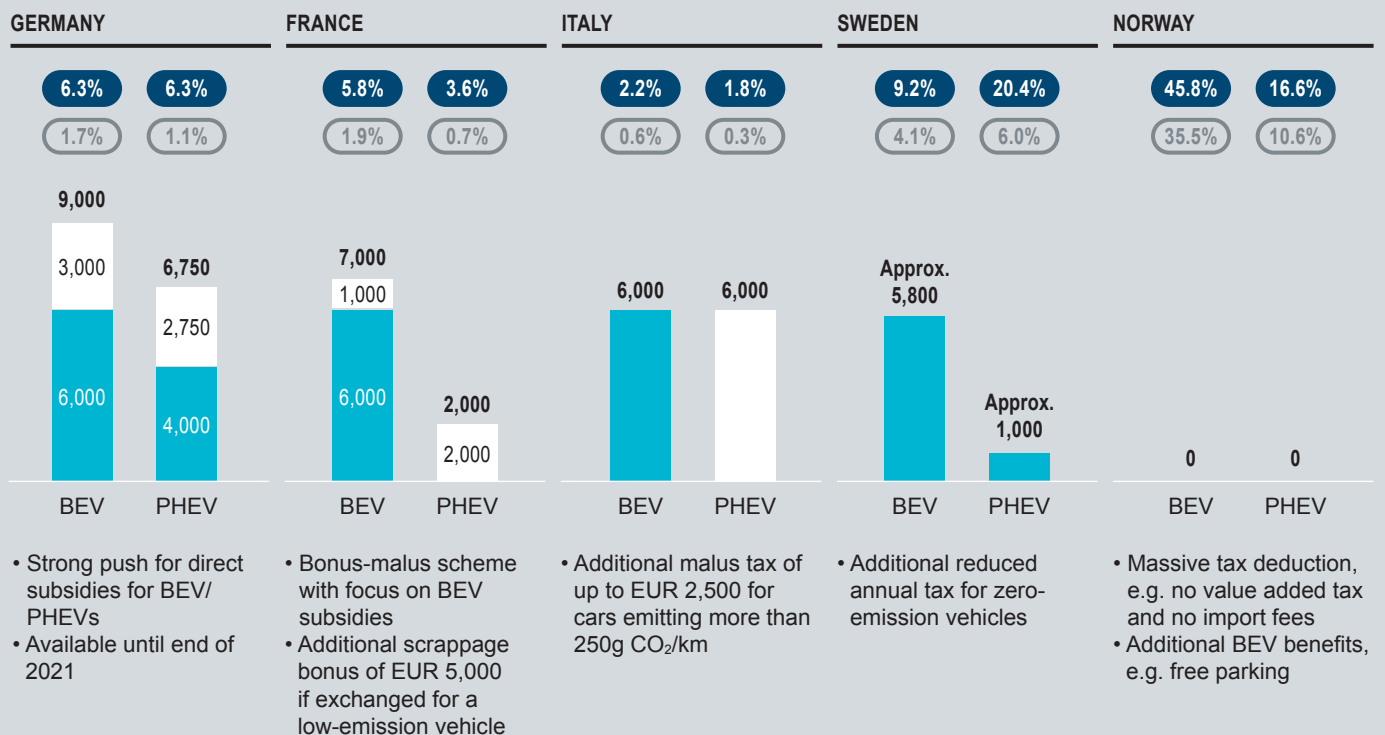 GERMANY
6.3% 6.3%
1.7% 1.1%
9,000
3,000
6,750
2,750
6,000
4,000
BEV PHEV
• Strong push for direct
subsidies for BEV/
PHEVs
• Available until end of
2021
FRANCE
5.8% 3.6%
1.9% 0.7%
7,000
1,000
6,000
2,000
2,000
BEV PHEV
• Bonus-malus scheme
with focus on BEV
subsidies
• Additional scrappage
bonus of EUR 5,000
if exchanged for a
low-emission vehicle
ITALY
2.2% 1.8%
0.6% 0.3%
6,000 6,000
BEV PHEV
• Additional malus tax of
up to EUR 2,500 for
cars emitting more than
250g CO₂/km
SWEDEN
9.2% 20.4%
4.1% 6.0%
Approx.
5,800
Approx.
1,000
BEV PHEV
• Additional reduced
annual tax for zero-
emission vehicles
NORWAY
45.8% 16.6%
35.5% 10.6%
0 0
BEV PHEV
• Massive tax deduction,
e.g. no value added tax
and no import fees
• Additional BEV benefits,
e.g. free parking